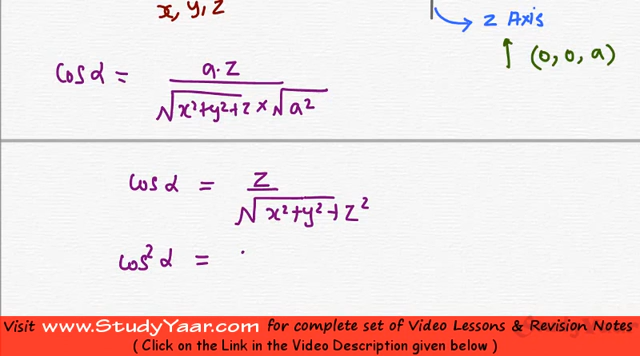 x, y, z
z Axis
↑ (0, 0, a)
cos α = a·z / √x²+y²+z × √a²
cos α = z / √x²+y²+z²
cos² α =
Visit www.StudyYaar.com for complete set of Video Lessons & Revision Notes
( Click on the Link in the Video Description given below )